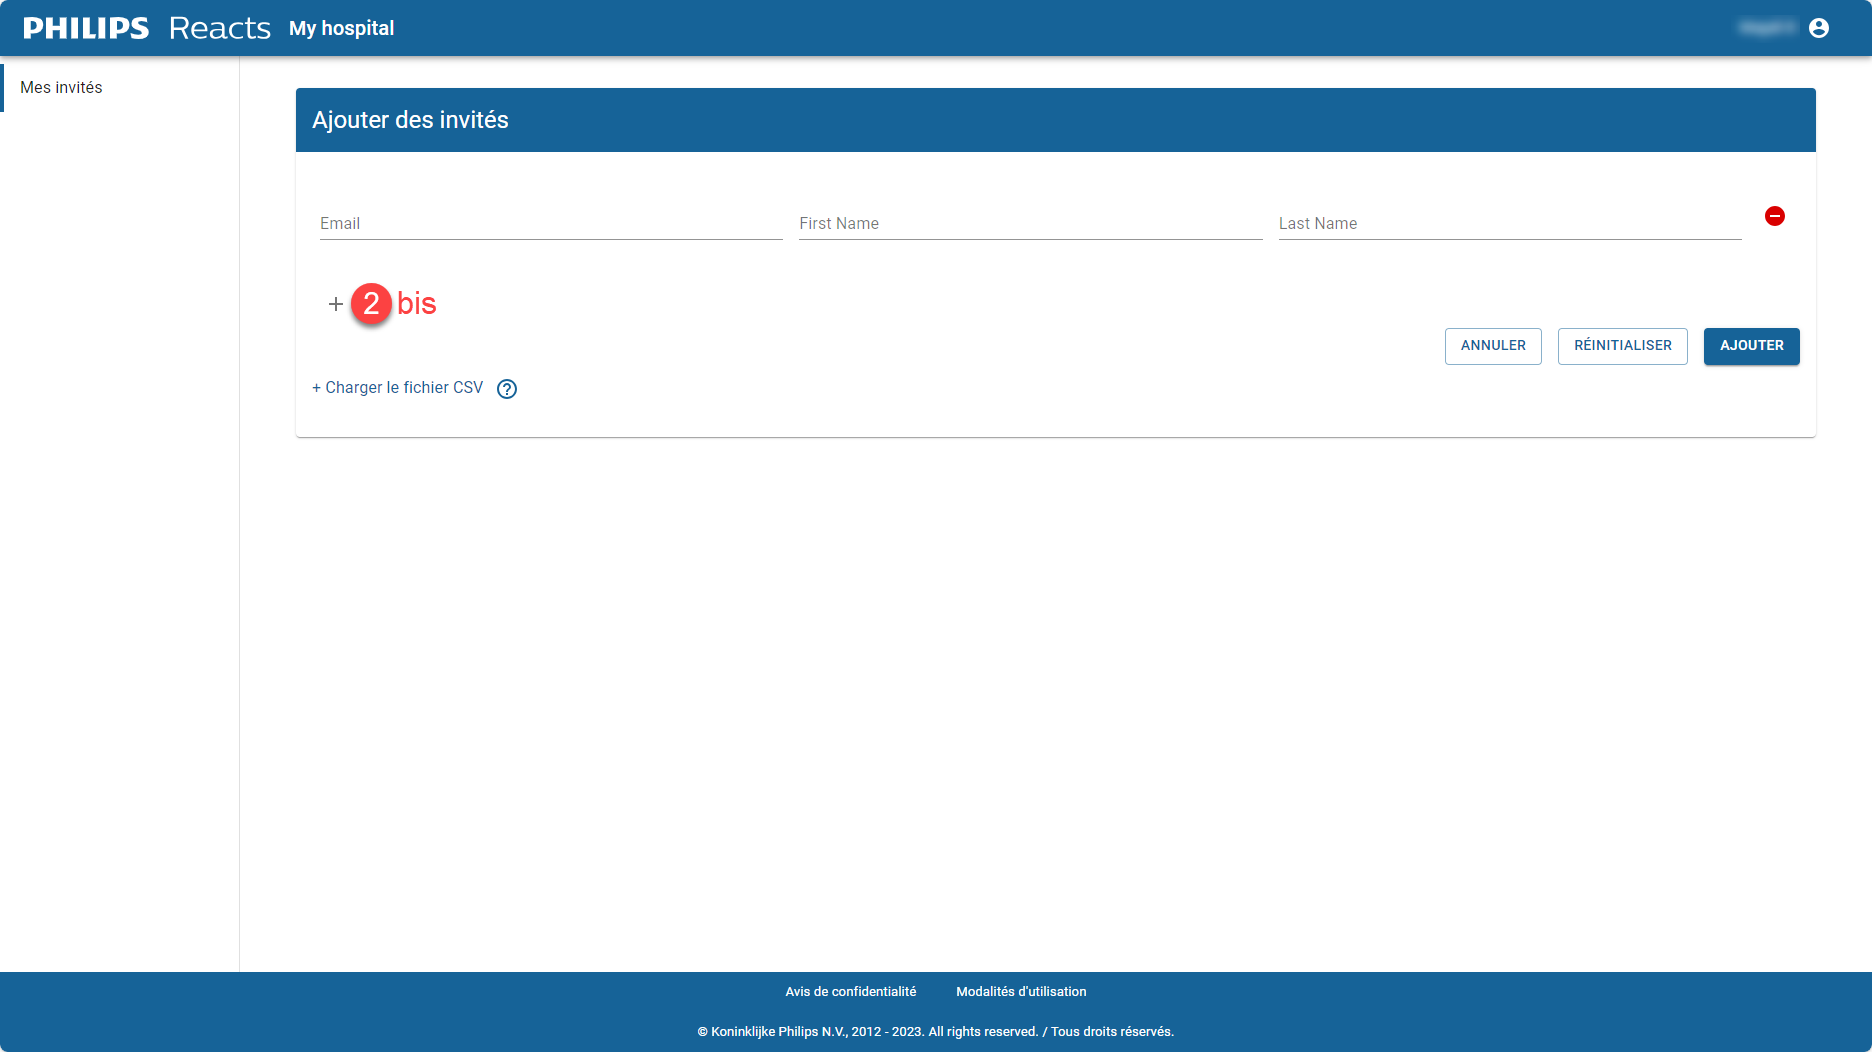 PHILIPS Reacts My hospital
Mes invités
Ajouter des invités
Email First Name Last Name
+ 2 bis
ANNULER RÉINITIALISER AJOUTER
+ Charger le fichier CSV ?
Avis de confidentialité Modalités d'utilisation
© Koninklijke Philips N.V., 2012 - 2023. All rights reserved. / Tous droits réservés.